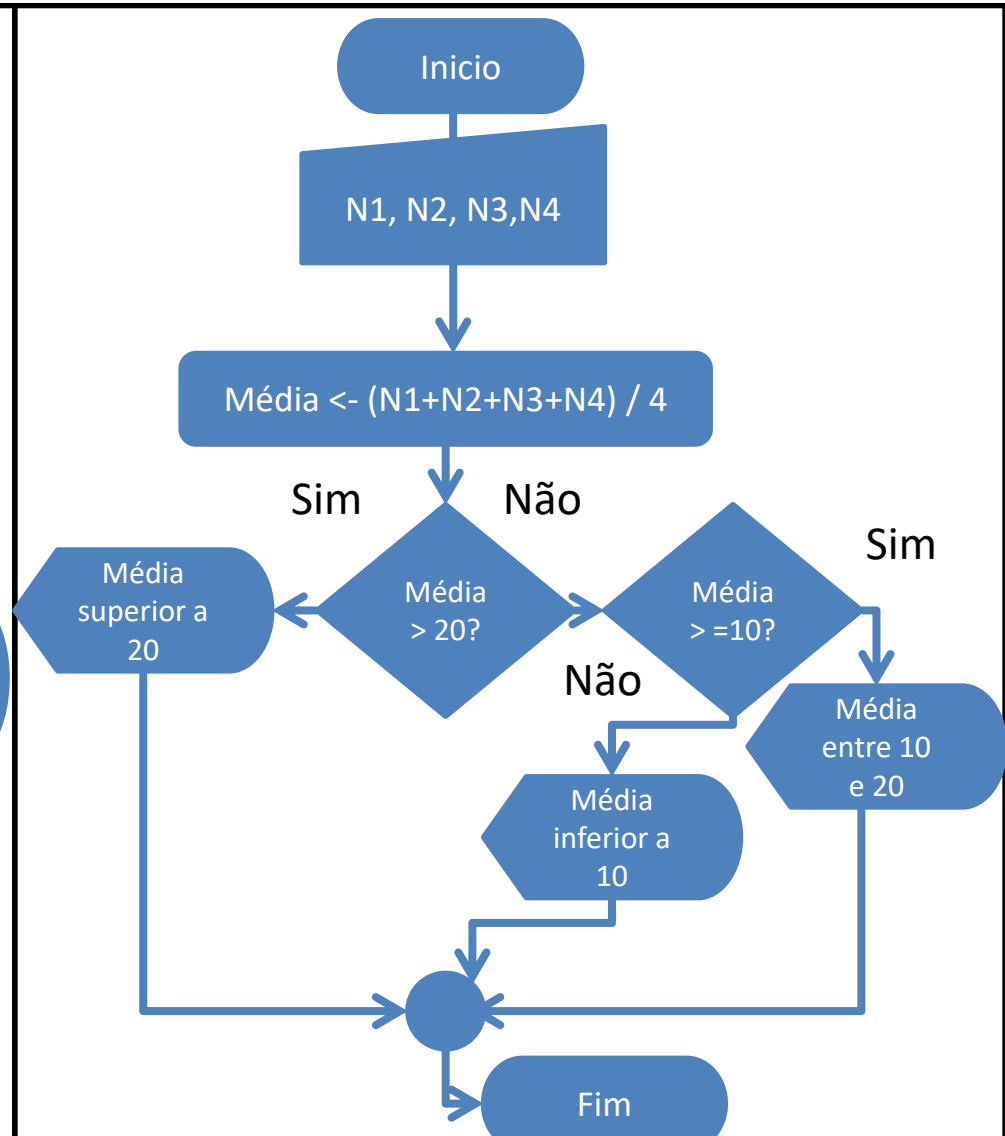 Inicio
N1, N2, N3,N4
Média <- (N1+N2+N3+N4) / 4
Sim
Não
Média
> 20?
Média
> =10?
Sim
Média
superior a
20
Não
Média
entre 10
e 20
Média
inferior a
10
Fim